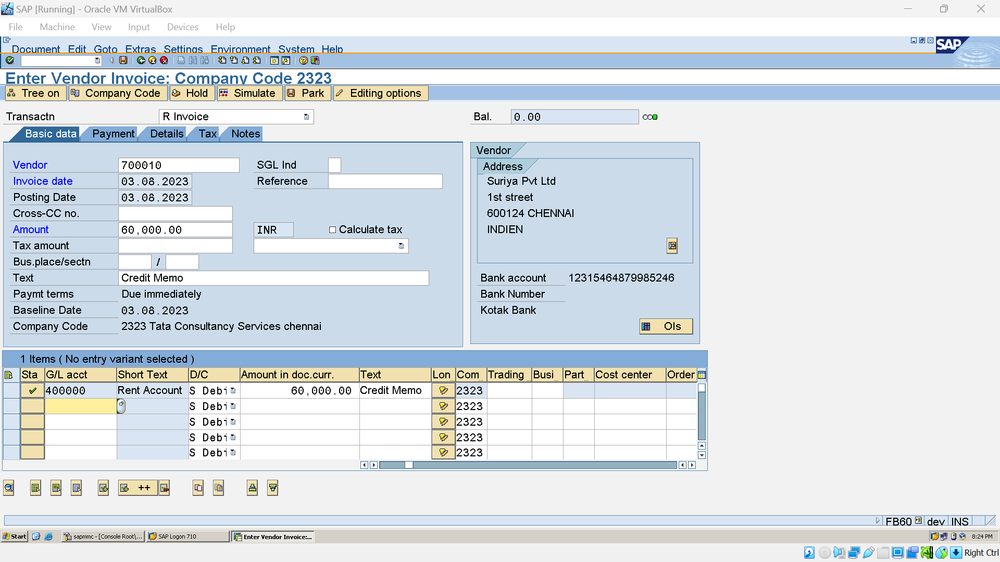 SAP [Running] - Oracle VM VirtualBox
File Machine View Input Devices Help
Document Edit Goto Extras Settings Environment System Help
SAP
Enter Vendor Invoice: Company Code 2323
Tree on Company Code Hold Simulate Park Editing options
Transactn R Invoice Bal. 0.00
Basic data Payment Details Tax Notes
Vendor
Address
Vendor 700010 SGL Ind
Invoice date 03.08.2023 Reference Suriya Pvt Ltd
Posting Date 03.08.2023 1st street
Cross-CC no. 600124 CHENNAI
Amount 60,000.00 INR Calculate tax INDIEN
Tax amount
Bus.place/sectn /
Text Credit Memo Bank account 12315464879985246
Paymt terms Due immediately Bank Number
Baseline Date 03.08.2023 Kotak Bank
Company Code 2323 Tata Consultancy Services chennai OIs
1 Items ( No entry variant selected )
Sta... G/L acct Short Text D/C Amount in doc.curr. Text Lon... Com... Trading ... Busi... Part... Cost center Order
400000 Rent Account S Debi 60,000.00 Credit Memo 2323
S Debi 2323
S Debi 2323
S Debi 2323
S Debi 2323
++
FB60 dev INS
Start sapmmc - [Console Root\... SAP Logon 710 Enter Vendor Invoice:... 8:24 PM
Right Ctrl